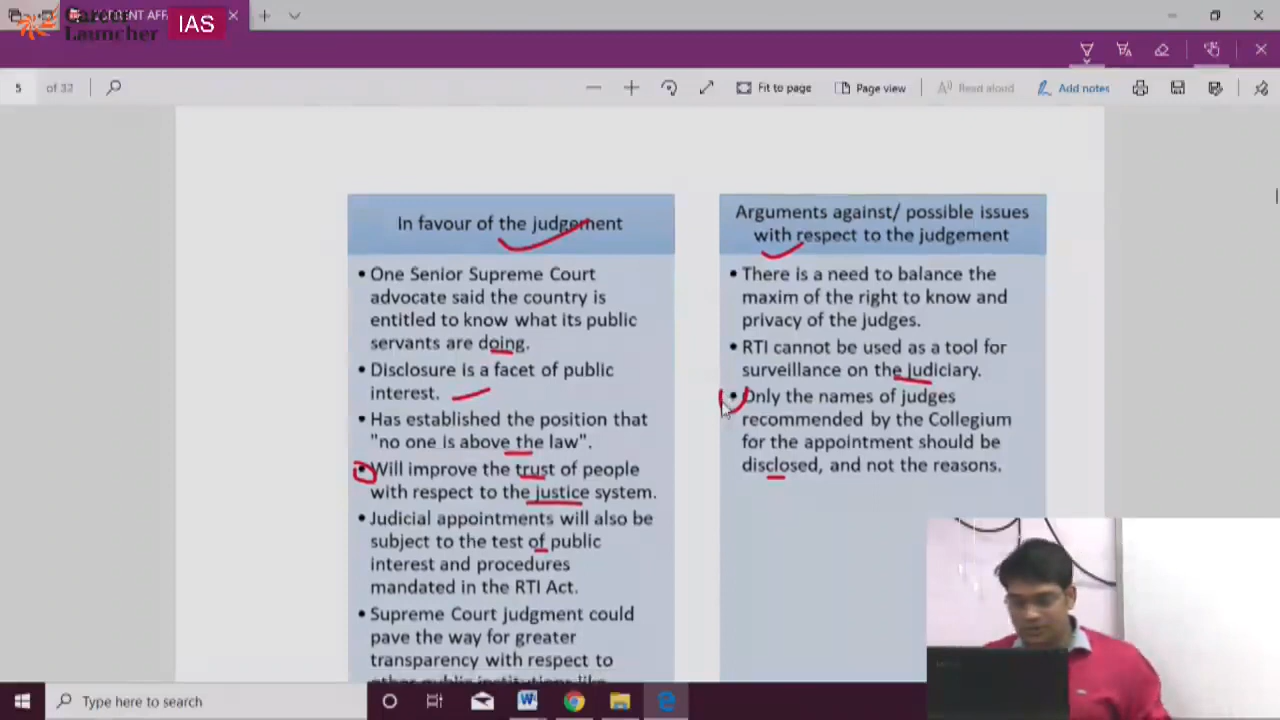 CURRENT AFF
Career
Launcher
IAS
5 of 32
Fit to page
Page view
Read aloud
Add notes
In favour of the judgement
• One Senior Supreme Court
advocate said the country is
entitled to know what its public
servants are doing.
• Disclosure is a facet of public
interest.
• Has established the position that
"no one is above the law".
• Will improve the trust of people
with respect to the justice system.
• Judicial appointments will also be
subject to the test of public
interest and procedures
mandated in the RTI Act.
• Supreme Court judgment could
pave the way for greater
transparency with respect to
other public institutions like
Arguments against/ possible issues
with respect to the judgement
• There is a need to balance the
maxim of the right to know and
privacy of the judges.
• RTI cannot be used as a tool for
surveillance on the judiciary.
• Only the names of judges
recommended by the Collegium
for the appointment should be
disclosed, and not the reasons.
Type here to search